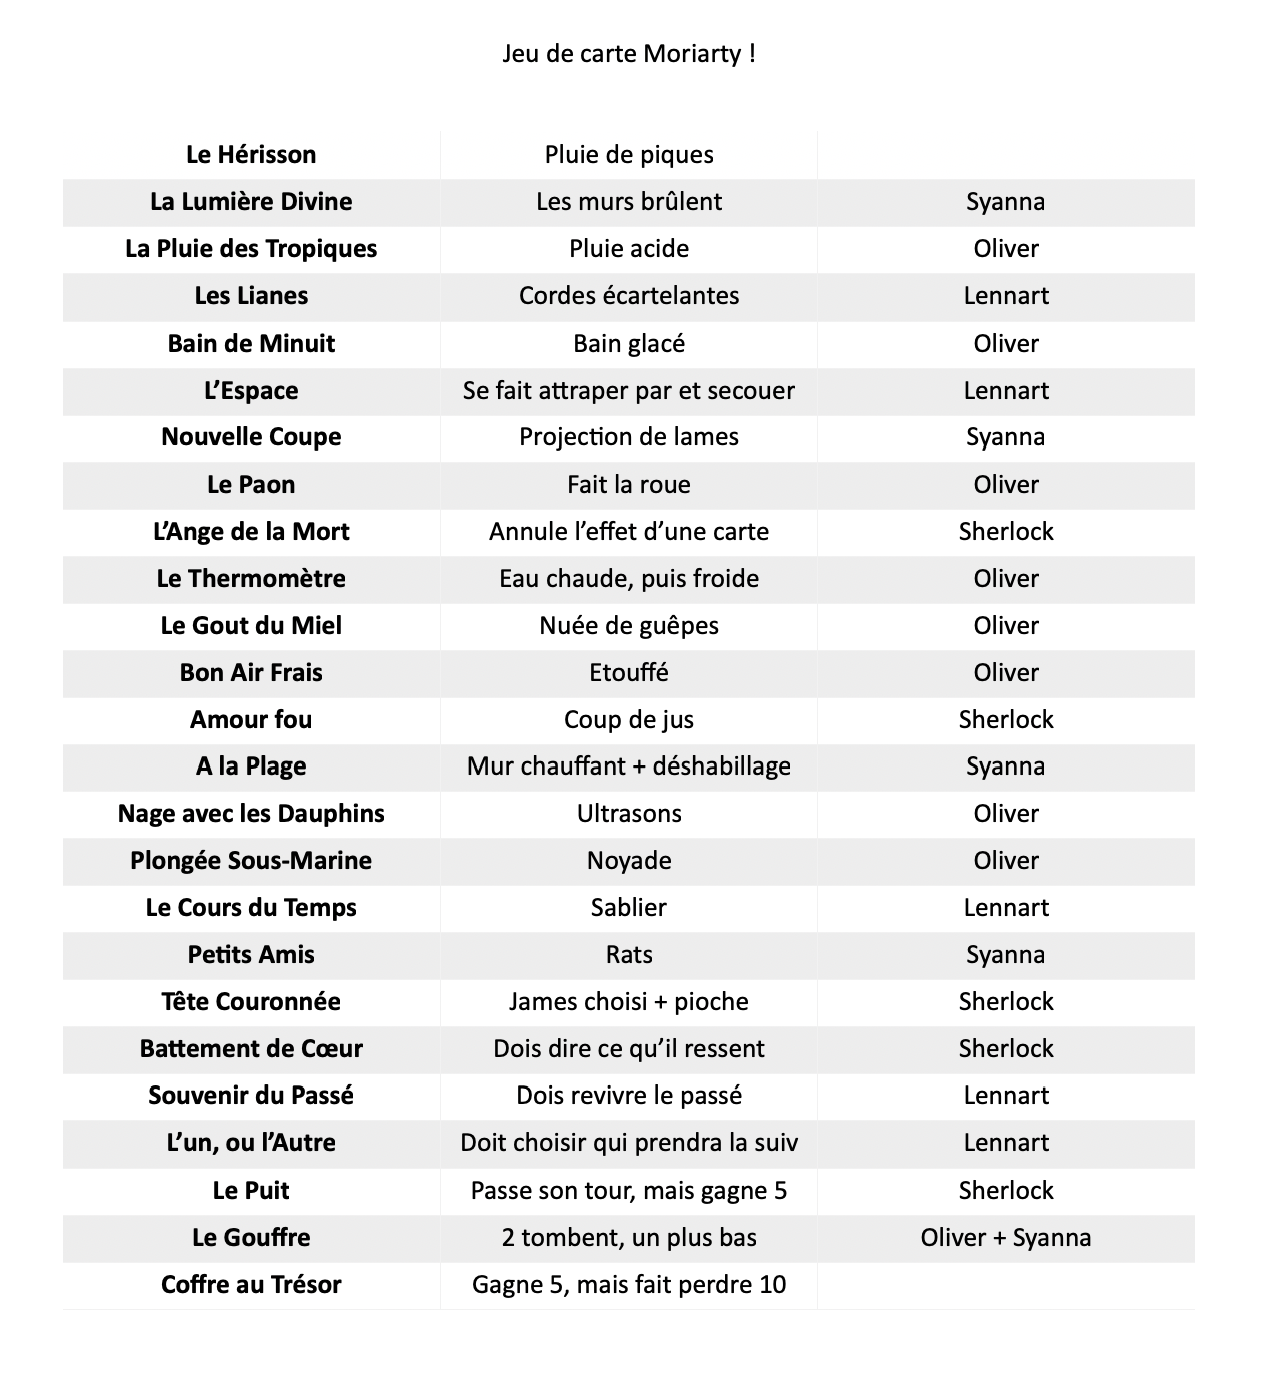 Jeu de carte Moriarty !
Le Hérisson Pluie de piques
La Lumière Divine Les murs brûlent Syanna
La Pluie des Tropiques Pluie acide Oliver
Les Lianes Cordes écartelantes Lennart
Bain de Minuit Bain glacé Oliver
L’Espace Se fait attraper par et secouer Lennart
Nouvelle Coupe Projection de lames Syanna
Le Paon Fait la roue Oliver
L’Ange de la Mort Annule l’effet d’une carte Sherlock
Le Thermomètre Eau chaude, puis froide Oliver
Le Gout du Miel Nuée de guêpes Oliver
Bon Air Frais Etouffé Oliver
Amour fou Coup de jus Sherlock
A la Plage Mur chauffant + déshabillage Syanna
Nage avec les Dauphins Ultrasons Oliver
Plongée Sous-Marine Noyade Oliver
Le Cours du Temps Sablier Lennart
Petits Amis Rats Syanna
Tête Couronnée James choisi + pioche Sherlock
Battement de Cœur Dois dire ce qu’il ressent Sherlock
Souvenir du Passé Dois revivre le passé Lennart
L’un, ou l’Autre Doit choisir qui prendra la suiv Lennart
Le Puit Passe son tour, mais gagne 5 Sherlock
Le Gouffre 2 tombent, un plus bas Oliver + Syanna
Coffre au Trésor Gagne 5, mais fait perdre 10